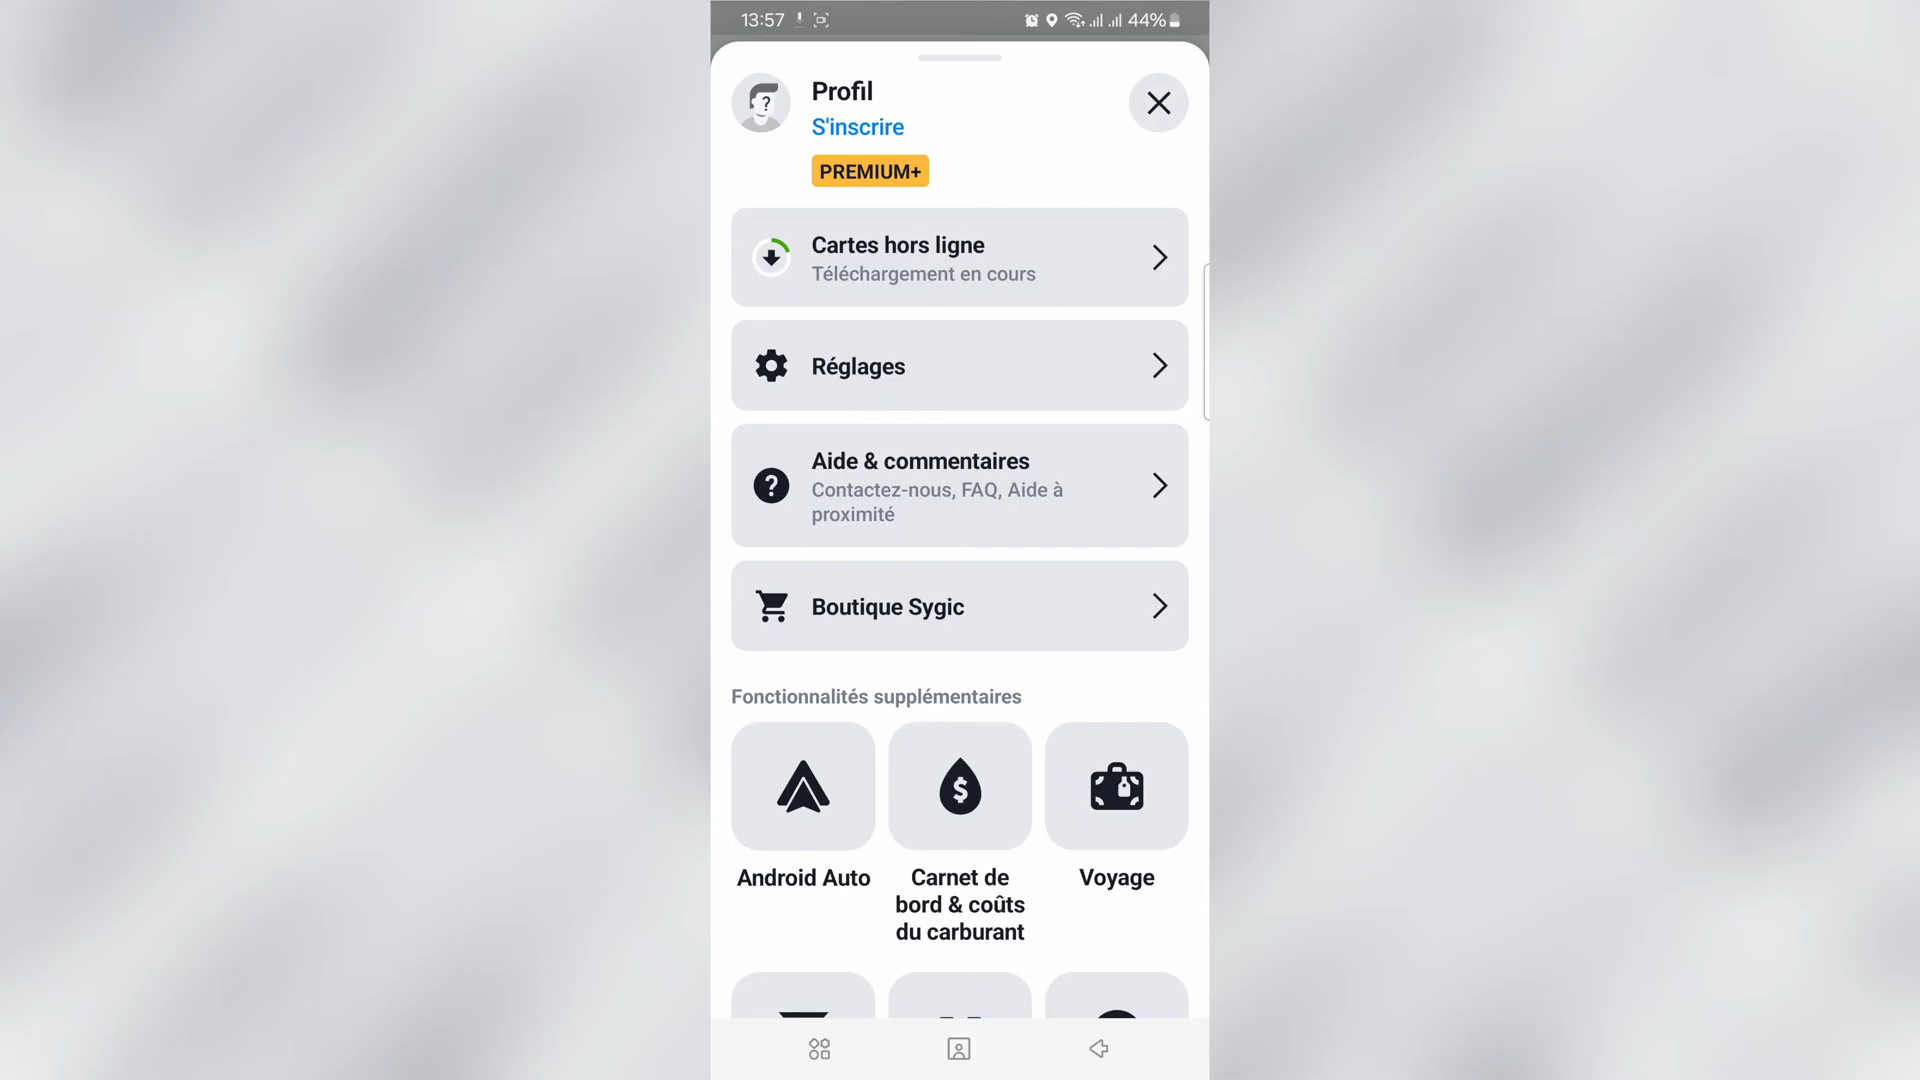 13:57
44%
Profil
S'inscrire
PREMIUM+
Cartes hors ligne
Téléchargement en cours
Réglages
Aide & commentaires
Contactez-nous, FAQ, Aide à
proximité
Boutique Sygic
Fonctionnalités supplémentaires
Android Auto
Carnet de
bord & coûts
du carburant
Voyage